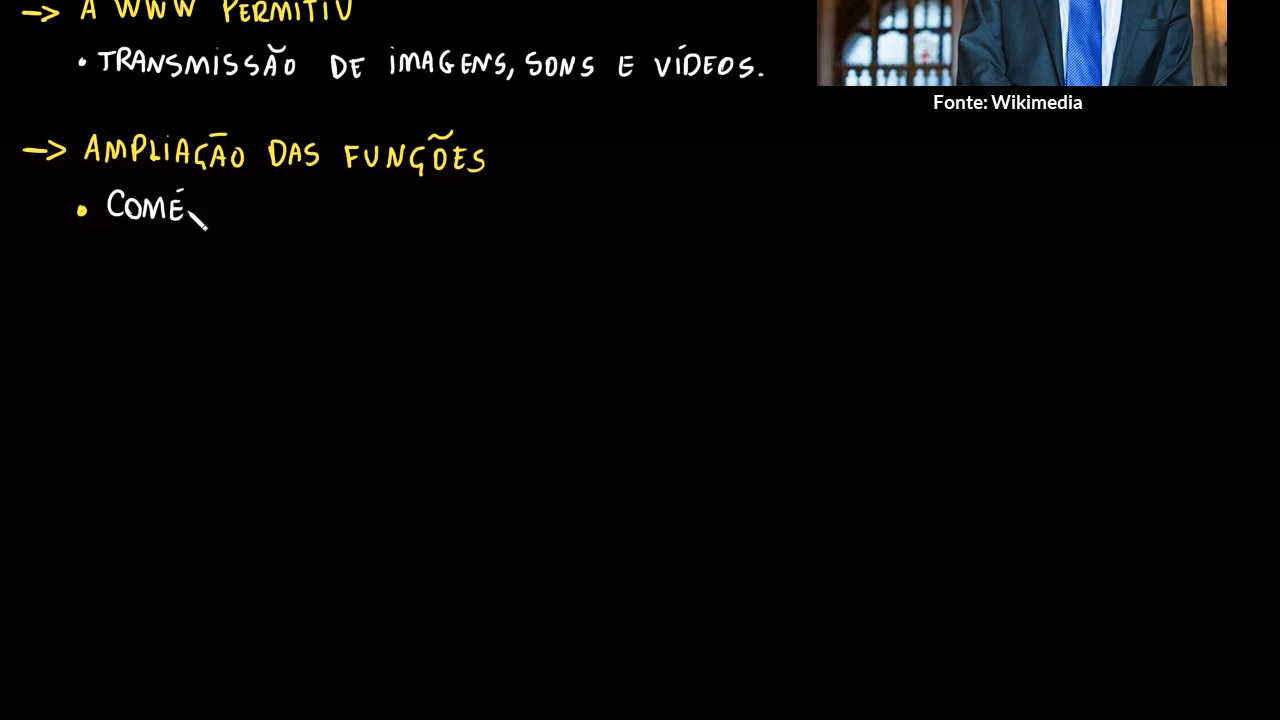 → A WWW PERMITIU
• TRANSMISSÃO DE IMAGENS, SONS E VÍDEOS.
Fonte: Wikimedia
→ AMPLIAÇÃO DAS FUNÇÕES
• COMÉ